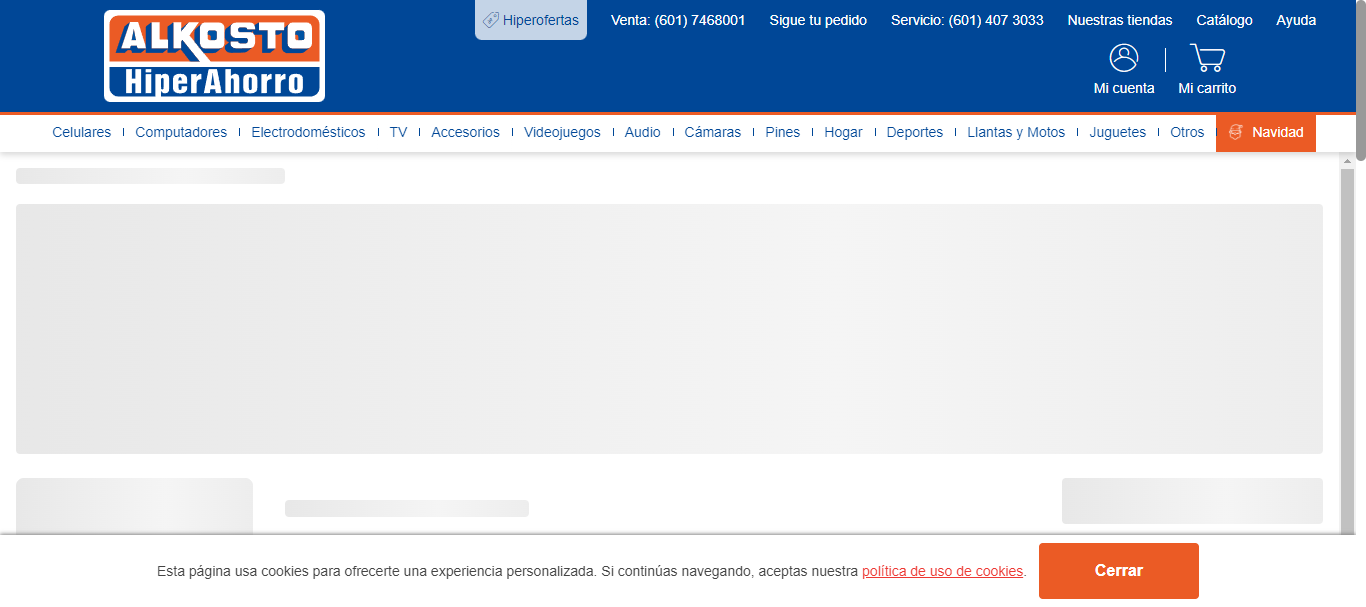 ALKOSTO
HiperAhorro
Hiperofertas
Venta: (601) 7468001
Sigue tu pedido
Servicio: (601) 407 3033
Nuestras tiendas
Catálogo
Ayuda
Mi cuenta
Mi carrito
Celulares
Computadores
Electrodomésticos
TV
Accesorios
Videojuegos
Audio
Cámaras
Pines
Hogar
Deportes
Llantas y Motos
Juguetes
Otros
Navidad
Esta página usa cookies para ofrecerte una experiencia personalizada. Si continúas navegando, aceptas nuestra política de uso de cookies.
Cerrar